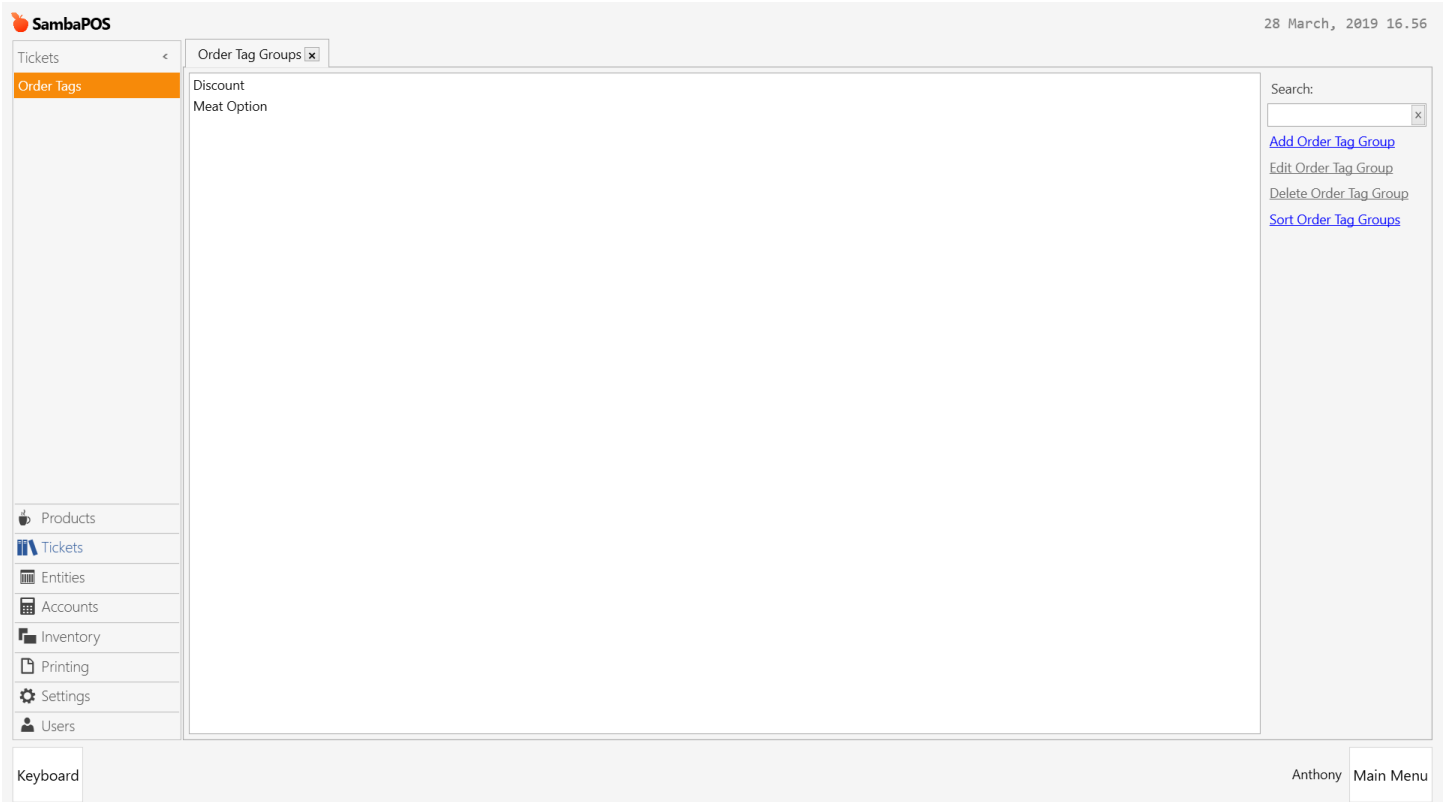 SambaPOS
28 March, 2019 16.56
Tickets <
Order Tags
Order Tag Groups x
Discount
Meat Option
Search:
x
Add Order Tag Group
Edit Order Tag Group
Delete Order Tag Group
Sort Order Tag Groups
Products
Tickets
Entities
Accounts
Inventory
Printing
Settings
Users
Keyboard
Anthony
Main Menu